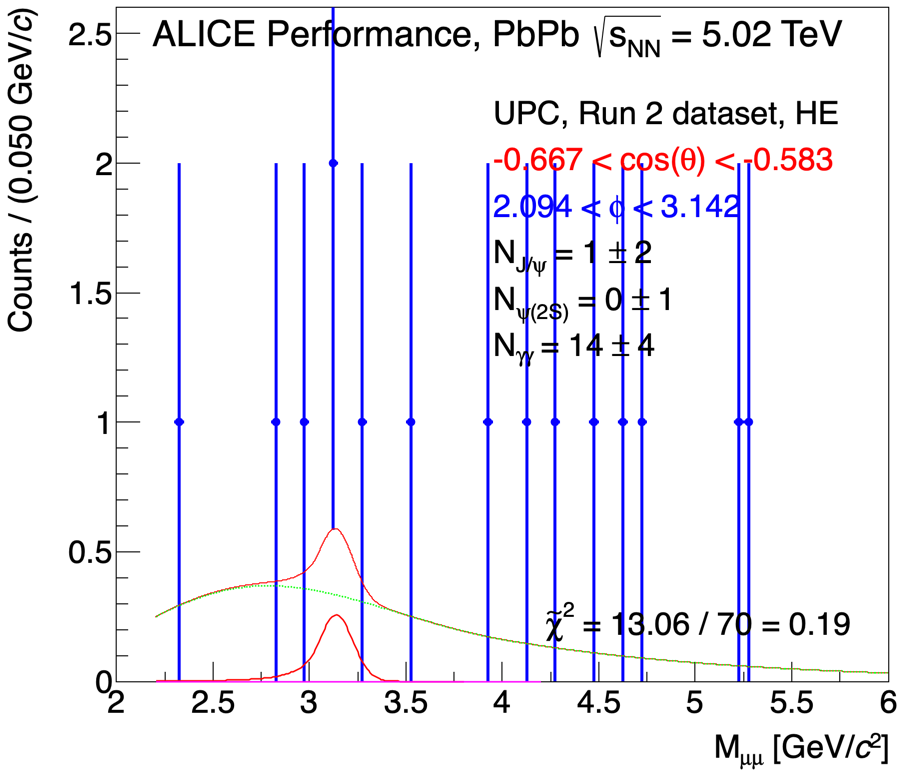 ALICE Performance, PbPb √sNN = 5.02 TeV
UPC, Run 2 dataset, HE
-0.667 < cos(θ) < -0.583
2.094 < ϕ < 3.142
NJ/ψ = 1 ± 2
Nψ(2S) = 0 ± 1
Nγγ = 14 ± 4
χ̃² = 13.06 / 70 = 0.19
Counts / (0.050 GeV/c)
2.5
2
1.5
1
0.5
0
2 2.5 3 3.5 4 4.5 5 5.5 6
Mμμ [GeV/c²]